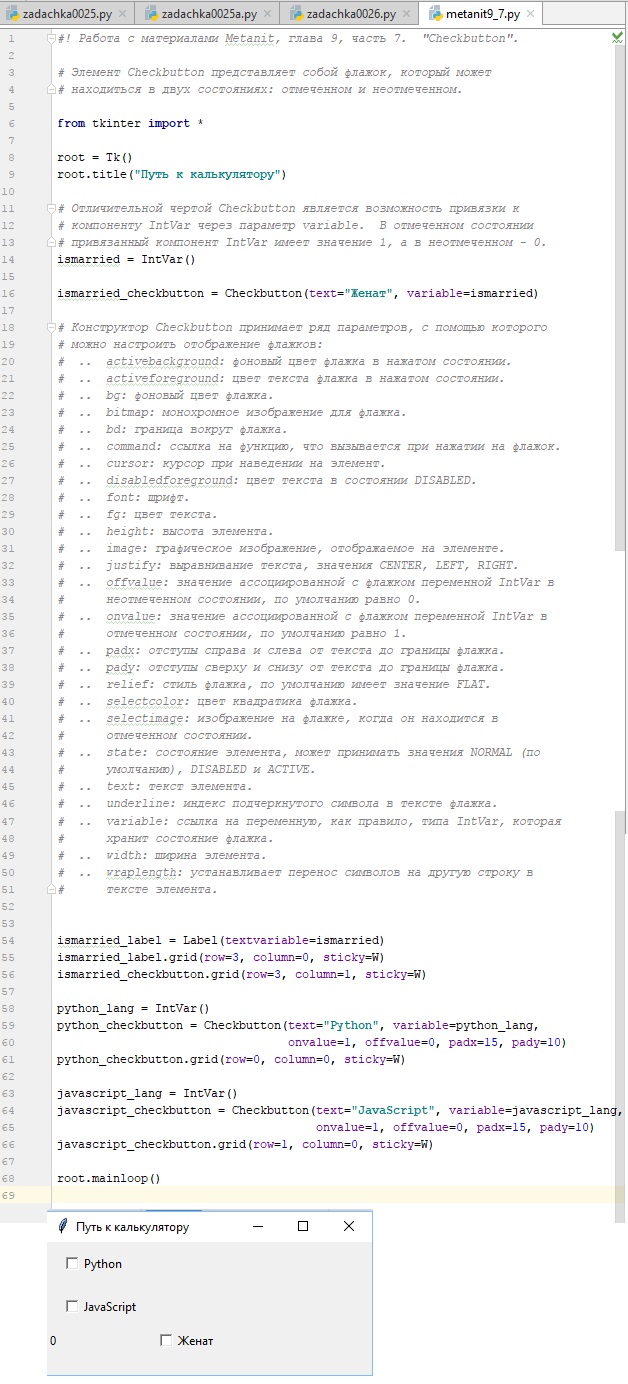 zadachka0025.py × zadachka0025a.py × zadachka0026.py × metanit9_7.py ×
1 #! Работа с материалами Metanit, глава 9, часть 7.  "Checkbutton".
2
3 # Элемент Checkbutton представляет собой флажок, который может
4 # находиться в двух состояниях: отмеченном и неотмеченном.
5
6 from tkinter import *
7
8 root = Tk()
9 root.title("Путь к калькулятору")
10
11 # Отличительной чертой Checkbutton является возможность привязки к
12 # компоненту IntVar через параметр variable.  В отмеченном состоянии
13 # привязанный компонент IntVar имеет значение 1, а в неотмеченном - 0.
14 ismarried = IntVar()
15
16 ismarried_checkbutton = Checkbutton(text="Женат", variable=ismarried)
17
18 # Конструктор Checkbutton принимает ряд параметров, с помощью которого
19 # можно настроить отображение флажков:
20 #  ..  activebackground: фоновый цвет флажка в нажатом состоянии.
21 #  ..  activeforeground: цвет текста флажка в нажатом состоянии.
22 #  ..  bg: фоновый цвет флажка.
23 #  ..  bitmap: монохромное изображение для флажка.
24 #  ..  bd: граница вокруг флажка.
25 #  ..  command: ссылка на функцию, что вызывается при нажатии на флажок.
26 #  ..  cursor: курсор при наведении на элемент.
27 #  ..  disabledforeground: цвет текста в состоянии DISABLED.
28 #  ..  font: шрифт.
29 #  ..  fg: цвет текста.
30 #  ..  height: высота элемента.
31 #  ..  image: графическое изображение, отображаемое на элементе.
32 #  ..  justify: выравнивание текста, значения CENTER, LEFT, RIGHT.
33 #  ..  offvalue: значение ассоциированной с флажком переменной IntVar в
34 #      неотмеченном состоянии, по умолчанию равно 0.
35 #  ..  onvalue: значение ассоциированной с флажком переменной IntVar в
36 #      отмеченном состоянии, по умолчанию равно 1.
37 #  ..  padx: отступы справа и слева от текста до границы флажка.
38 #  ..  pady: отступы сверху и снизу от текста до границы флажка.
39 #  ..  relief: стиль флажка, по умолчанию имеет значение FLAT.
40 #  ..  selectcolor: цвет квадратика флажка.
41 #  ..  selectimage: изображение на флажке, когда он находится в
42 #      отмеченном состоянии.
43 #  ..  state: состояние элемента, может принимать значения NORMAL (по
44 #      умолчанию), DISABLED и ACTIVE.
45 #  ..  text: текст элемента.
46 #  ..  underline: индекс подчеркнутого символа в тексте флажка.
47 #  ..  variable: ссылка на переменную, как правило, типа IntVar, которая
48 #      хранит состояние флажка.
49 #  ..  width: ширина элемента.
50 #  ..  wraplength: устанавливает перенос символов на другую строку в
51 #      тексте элемента.
52
53
54 ismarried_label = Label(textvariable=ismarried)
55 ismarried_label.grid(row=3, column=0, sticky=W)
56 ismarried_checkbutton.grid(row=3, column=1, sticky=W)
57
58 python_lang = IntVar()
59 python_checkbutton = Checkbutton(text="Python", variable=python_lang,
60                                  onvalue=1, offvalue=0, padx=15, pady=10)
61 python_checkbutton.grid(row=0, column=0, sticky=W)
62
63 javascript_lang = IntVar()
64 javascript_checkbutton = Checkbutton(text="JavaScript", variable=javascript_lang,
65                                      onvalue=1, offvalue=0, padx=15, pady=10)
66 javascript_checkbutton.grid(row=1, column=0, sticky=W)
67
68 root.mainloop()
69
Путь к калькулятору
Python
JavaScript
0 Женат